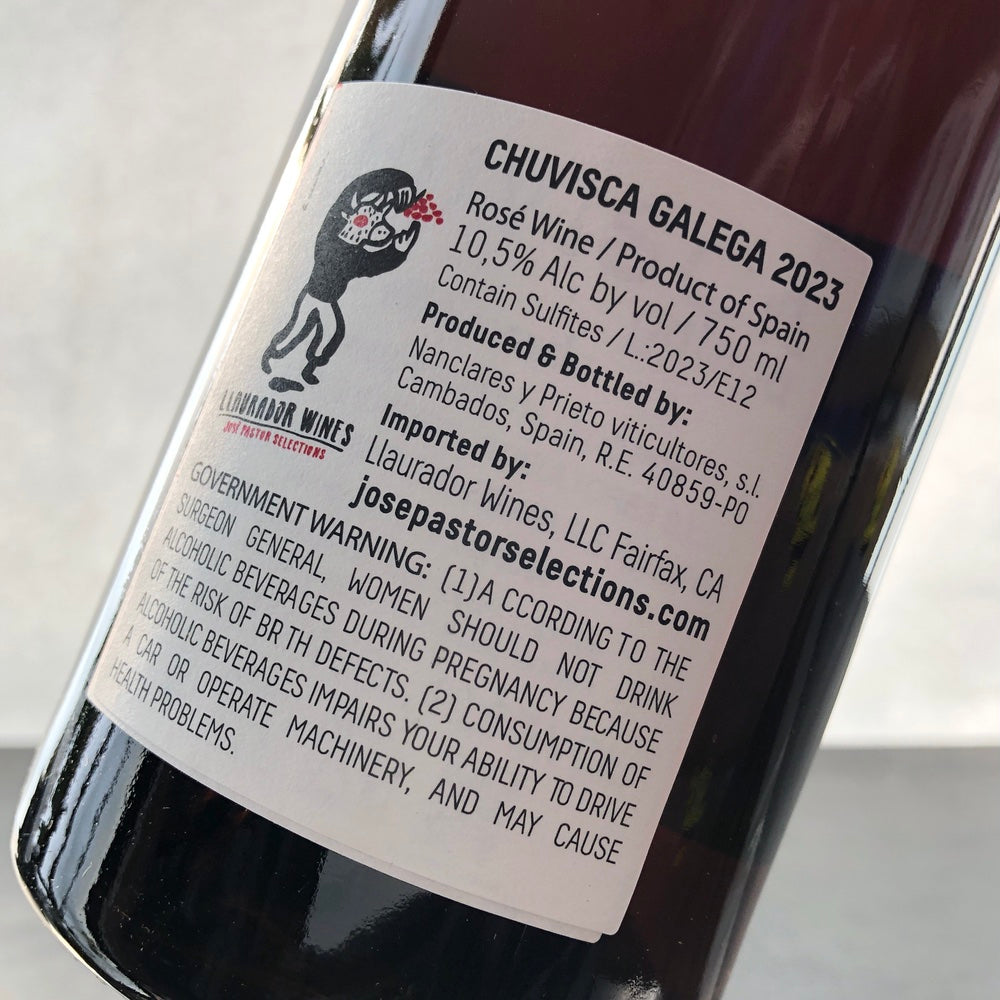 CHUVISCA GALEGA 2023
Rosé Wine / Product of Spain
10,5% Alc by vol / 750 ml
Contain Sulfites / L.:2023/E12
Produced & Bottled by:
Nanclares y Prieto viticultores, s.l.
Cambados, Spain, R.E. 40859-PO
Imported by:
Llaurador Wines, LLC Fairfax, CA
josepastorselections.com
LLAURADOR WINES
JOSÉ PASTOR SELECTIONS
GOVERNMENT WARNING: (1)A CCORDING TO THE
SURGEON GENERAL, WOMEN SHOULD NOT DRINK
ALCOHOLIC BEVERAGES DURING PREGNANCY BECAUSE
OF THE RISK OF BR TH DEFECTS. (2) CONSUMPTION OF
ALCOHOLIC BEVERAGES IMPAIRS YOUR ABILITY TO DRIVE
A CAR OR OPERATE MACHINERY, AND MAY CAUSE
HEALTH PROBLEMS.